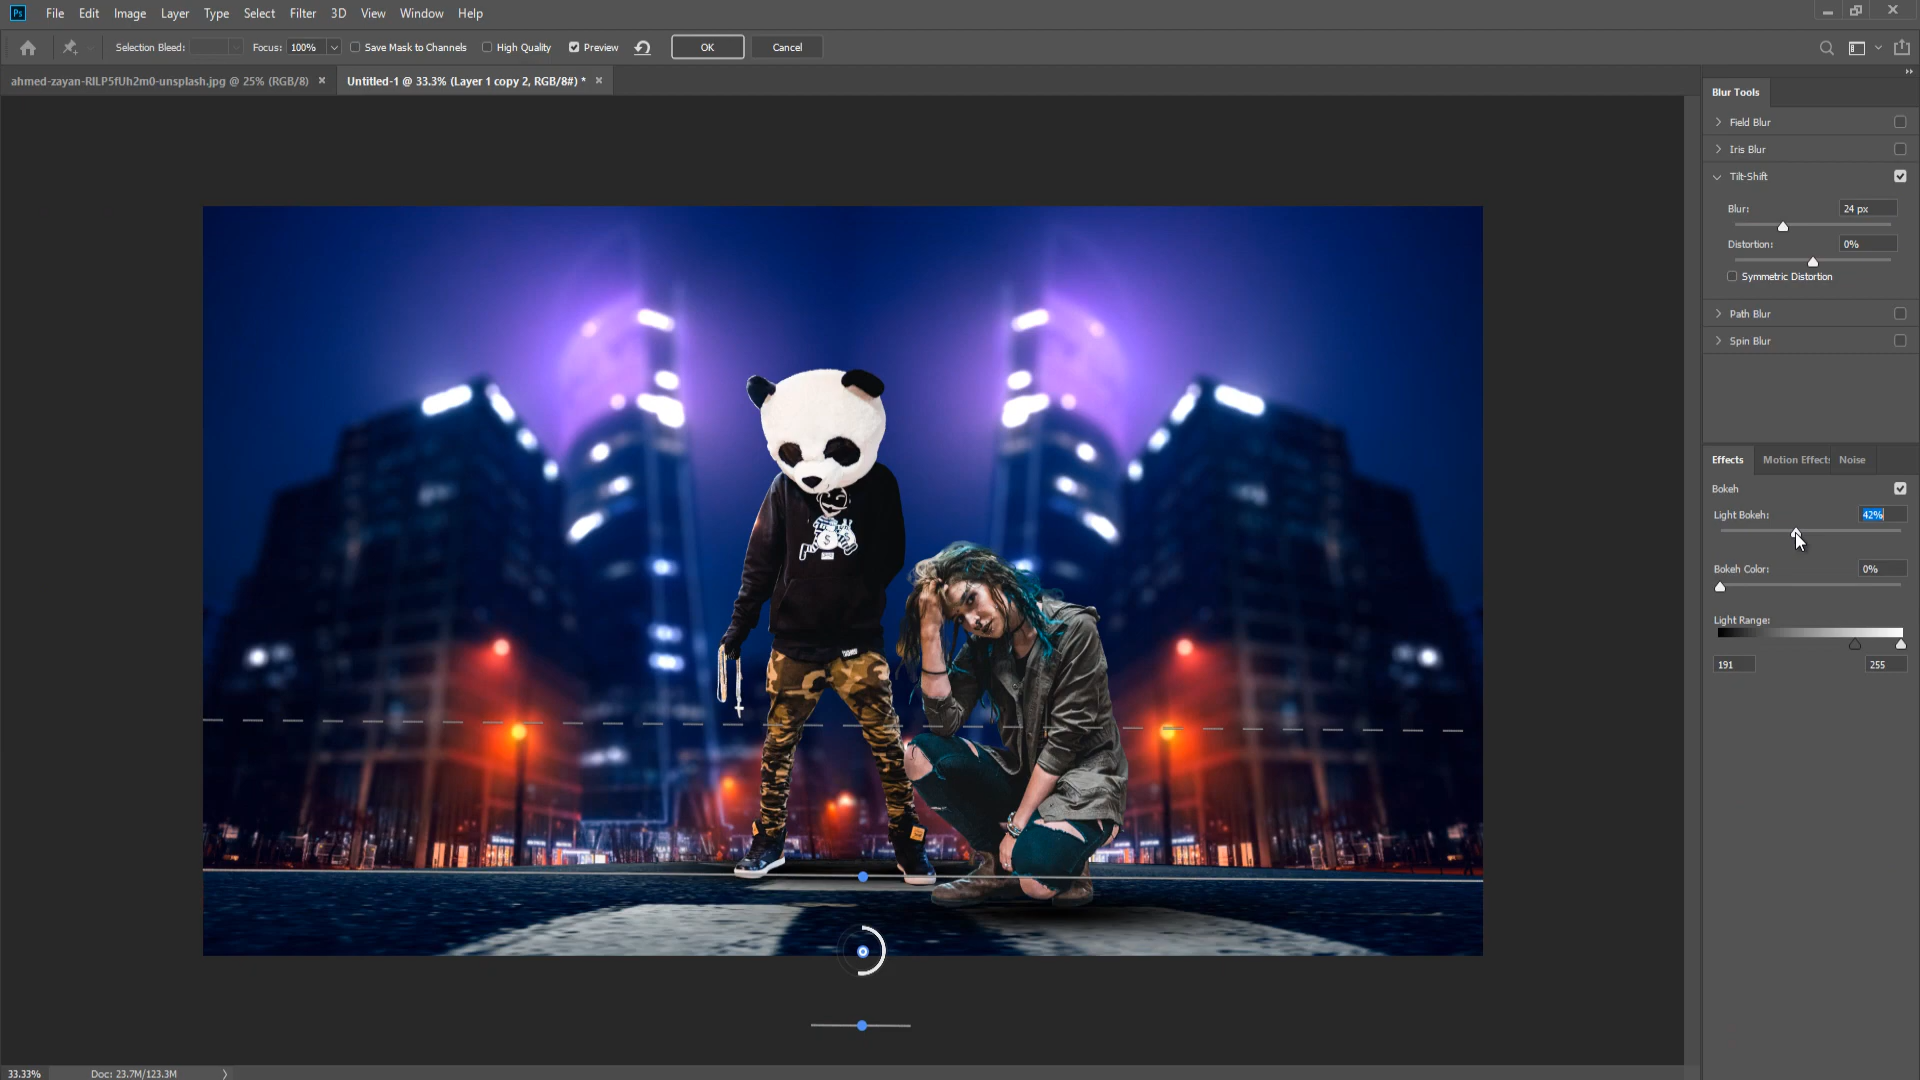 Ps File Edit Image Layer Type Select Filter 3D View Window Help
Selection Bleed: Focus: 100% Save Mask to Channels High Quality Preview OK Cancel
ahmed-zayan-RlLP5fUh2m0-unsplash.jpg @ 25% (RGB/8) × Untitled-1 @ 33.3% (Layer 1 copy 2, RGB/8#) * ×
Blur Tools
Field Blur
Iris Blur
Tilt-Shift
Blur: 24 px
Distortion: 0%
Symmetric Distortion
Path Blur
Spin Blur
Effects Motion Effects Noise
Bokeh
Light Bokeh: 42%
Bokeh Color: 0%
Light Range:
191 255
33.33% Doc: 23.7M/123.3M